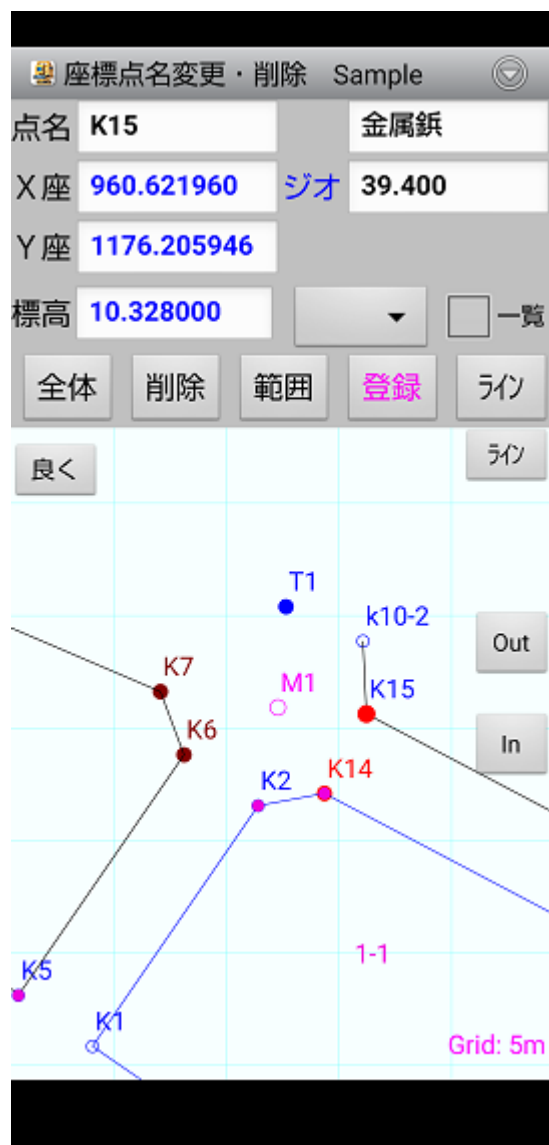 座標点名変更・削除 Sample
点名 K15 金属鋲
X座 960.621960 ジオ 39.400
Y座 1176.205946
標高 10.328000 一覧
全体 削除 範囲 登録 ﾗｲﾝ
良く ﾗｲﾝ
T1
k10-2
Out
K7
M1
K15
K6
In
K14
K2
1-1
K5
K1
Grid: 5m